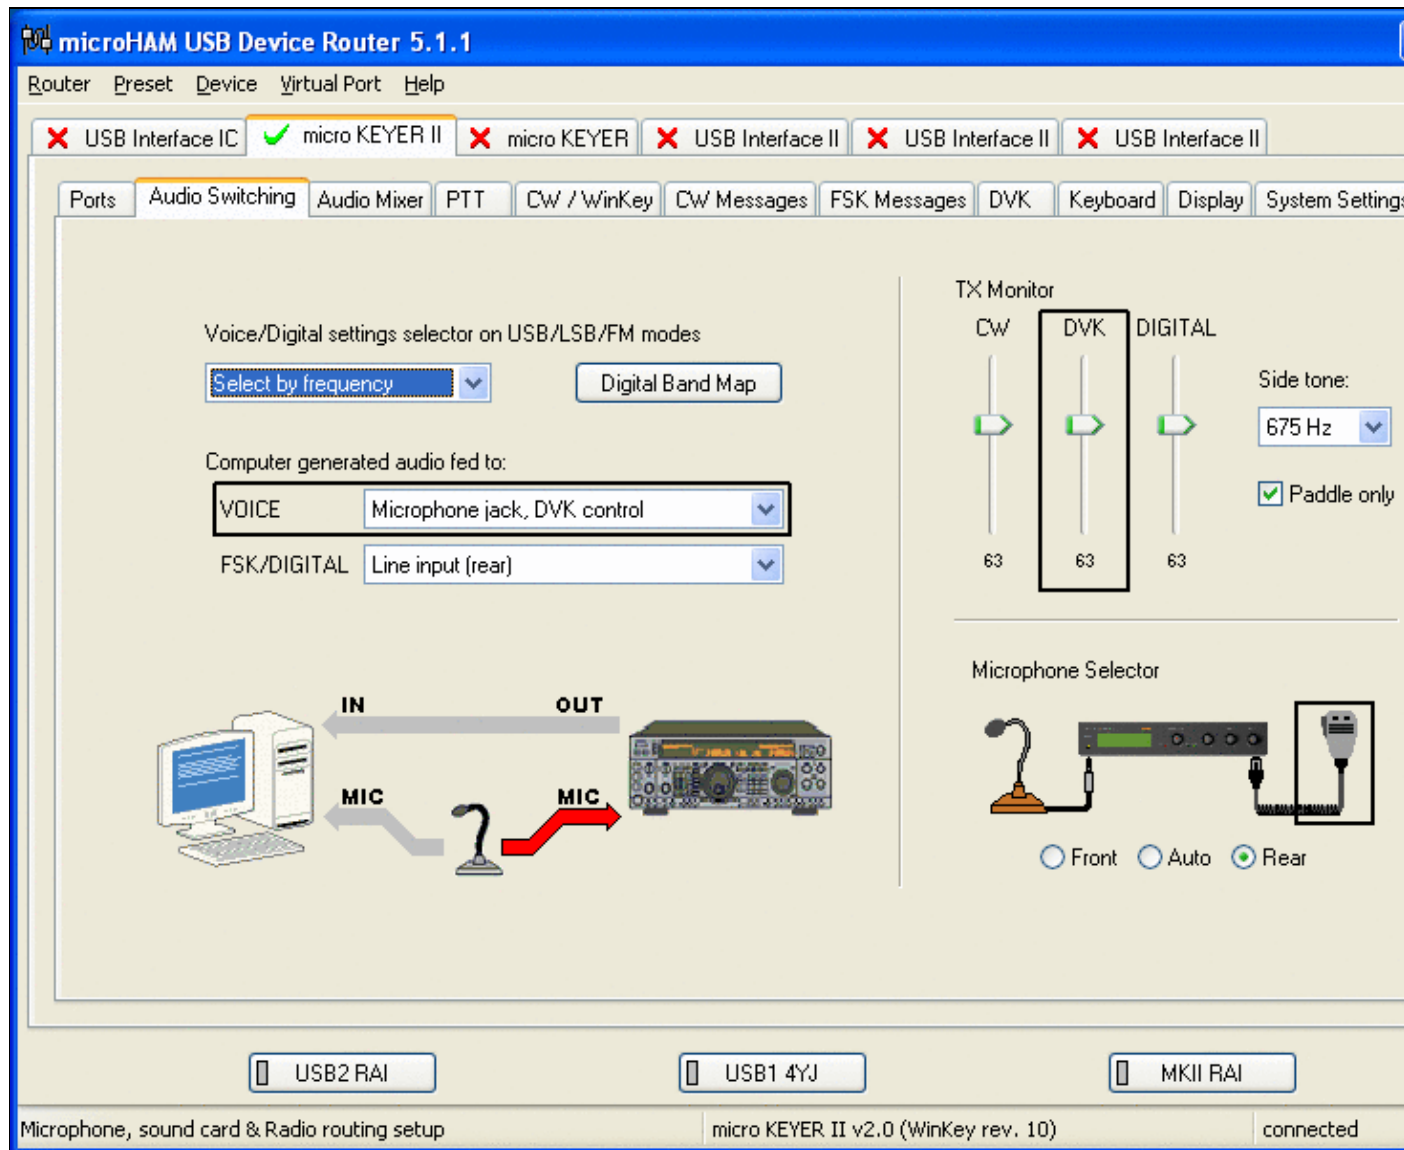 microHAM USB Device Router 5.1.1
Router Preset Device Virtual Port Help
USB Interface IC micro KEYER II micro KEYER USB Interface II USB Interface II USB Interface II
Ports Audio Switching Audio Mixer PTT CW / WinKey CW Messages FSK Messages DVK Keyboard Display System Settings
TX Monitor
CW DVK DIGITAL
Voice/Digital settings selector on USB/LSB/FM modes
Select by frequency Digital Band Map
Side tone:
675 Hz
Computer generated audio fed to:
VOICE Microphone jack, DVK control
Paddle only
FSK/DIGITAL Line input (rear)
63 63 63
Microphone Selector
IN OUT
MIC MIC
Front Auto Rear
USB2 RAI USB1 4YJ MKII RAI
Microphone, sound card & Radio routing setup micro KEYER II v2.0 (WinKey rev. 10) connected